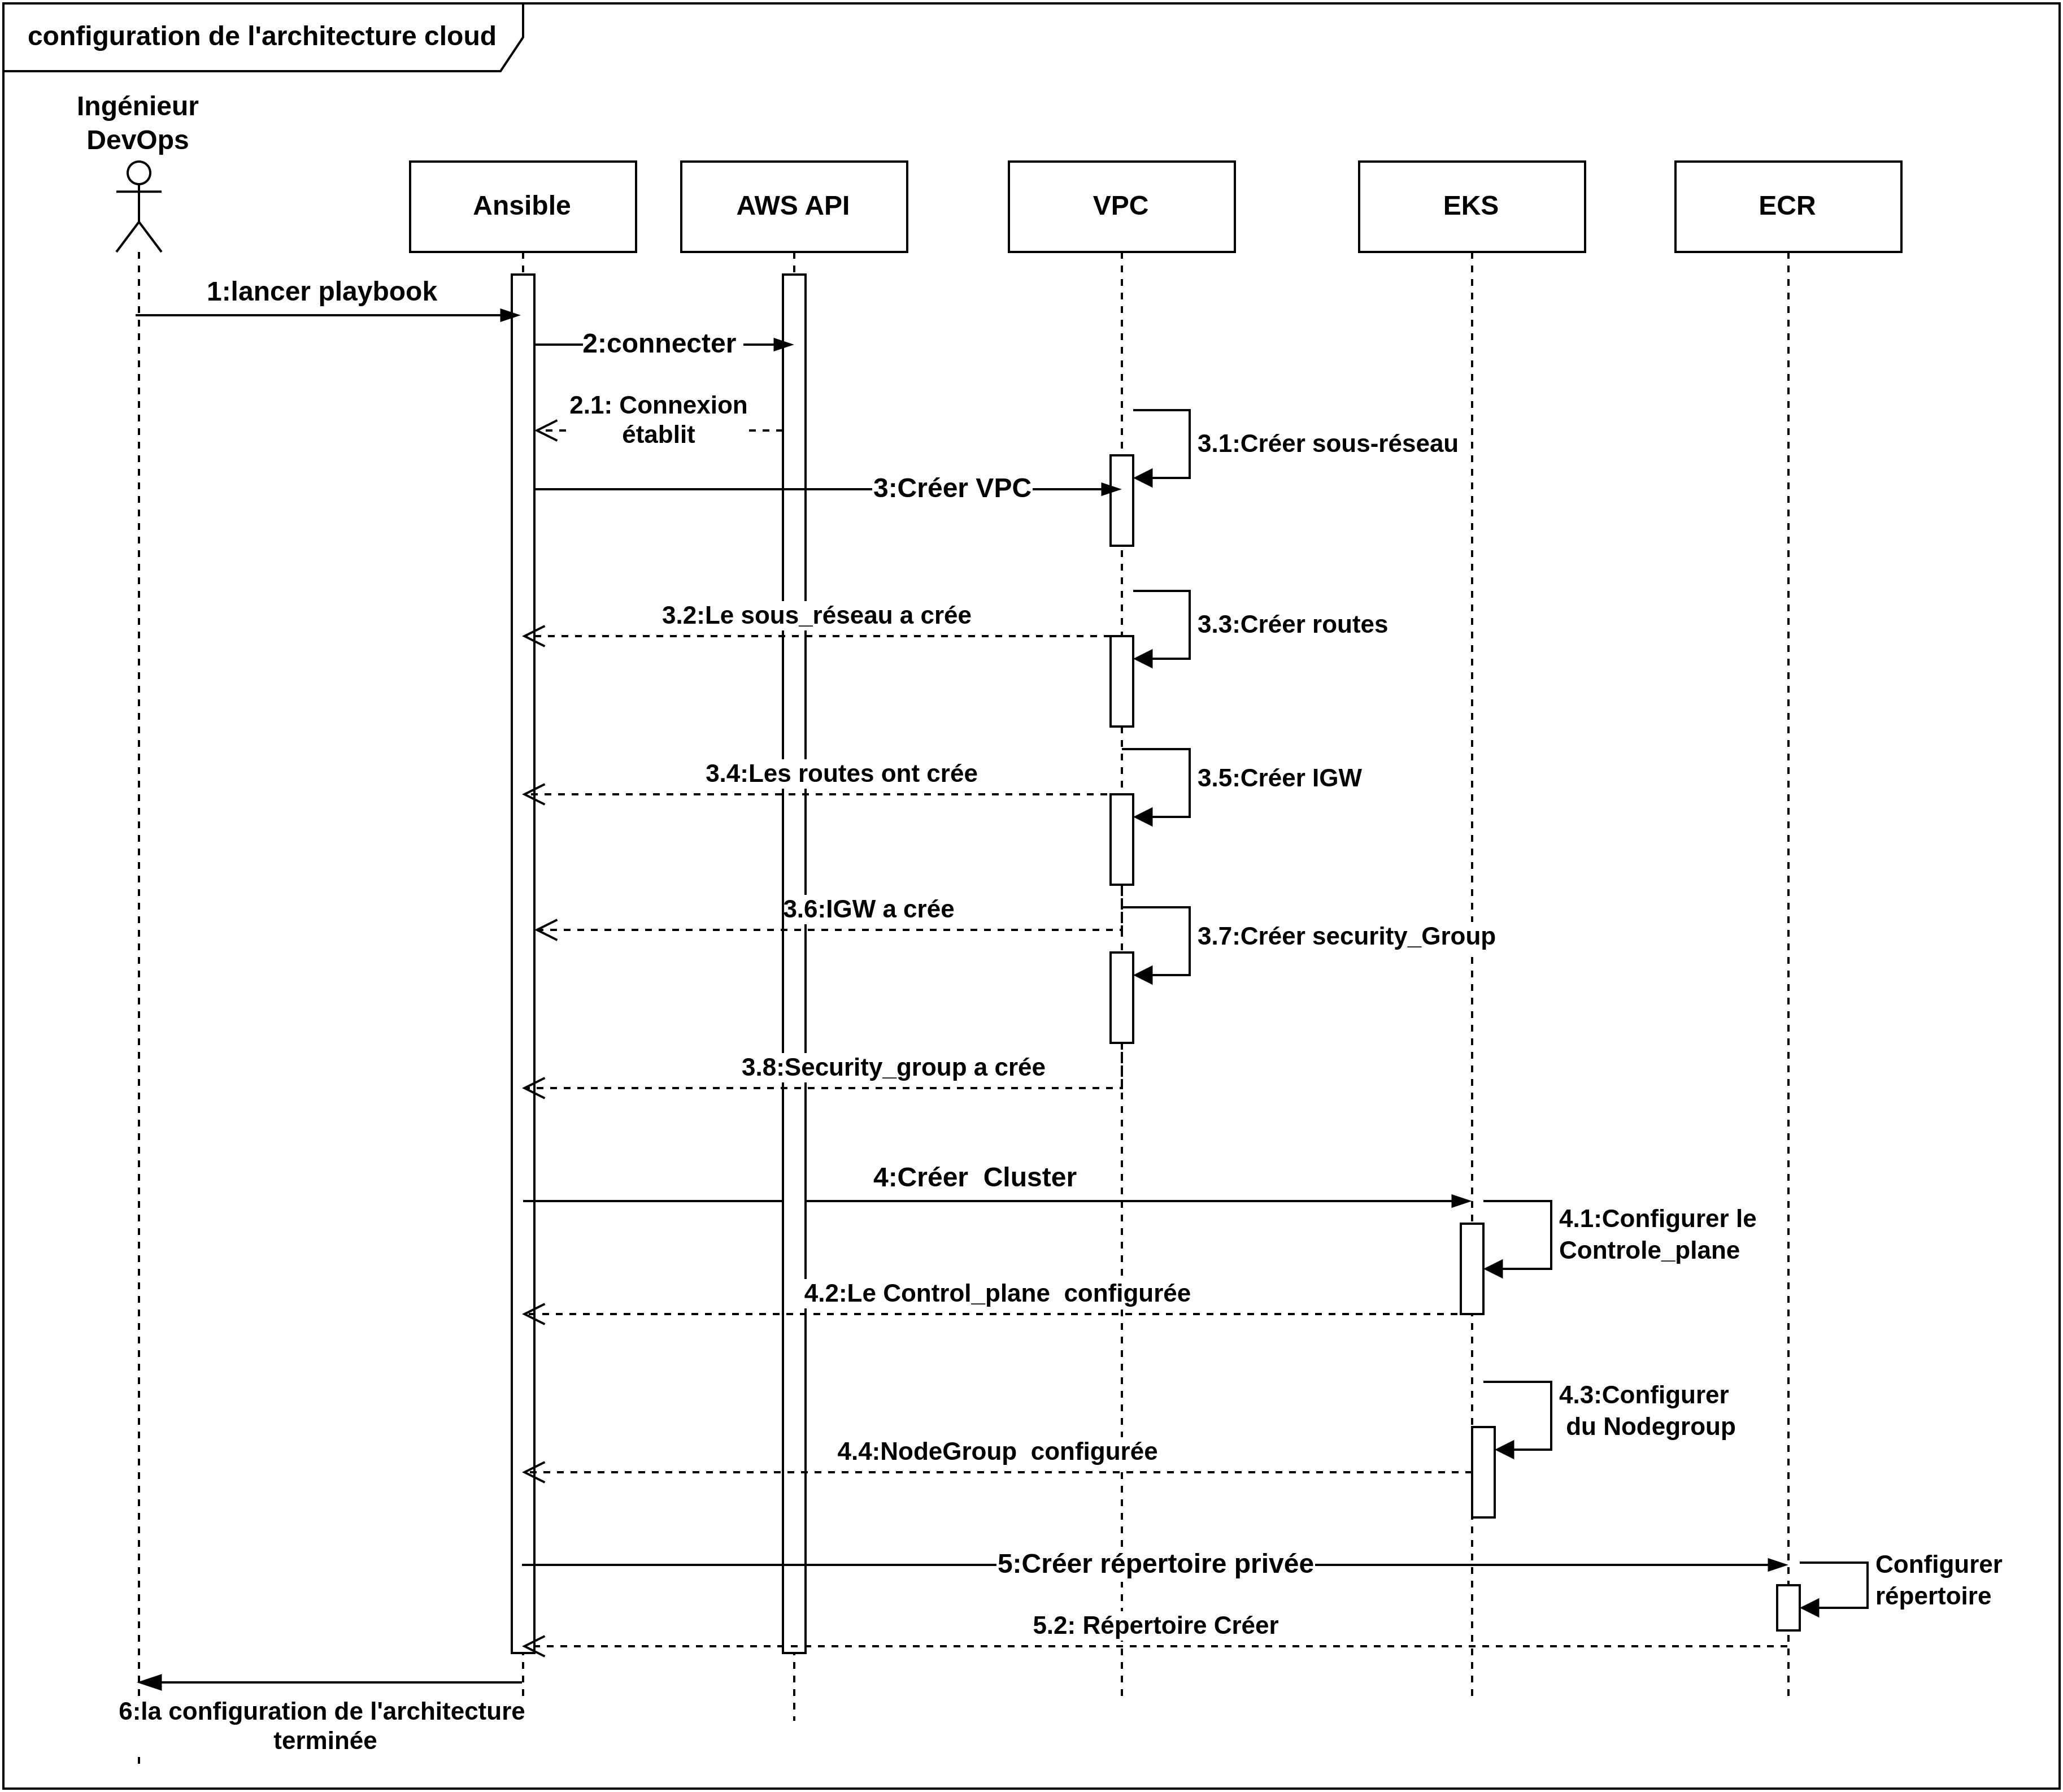 configuration de l'architecture cloud
Ingénieur
DevOps
Ansible
AWS API
VPC
EKS
ECR
1:lancer playbook
2:connecter
2.1: Connexion
établit
3.1:Créer sous-réseau
3:Créer VPC
3.2:Le sous_réseau a crée
3.3:Créer routes
3.4:Les routes ont crée
3.5:Créer IGW
3.6:IGW a crée
3.7:Créer security_Group
3.8:Security_group a crée
4:Créer  Cluster
4.1:Configurer le
Controle_plane
4.2:Le Control_plane  configurée
4.3:Configurer
du Nodegroup
4.4:NodeGroup  configurée
5:Créer répertoire privée
Configurer
répertoire
5.2: Répertoire Créer
6:la configuration de l'architecture
terminée